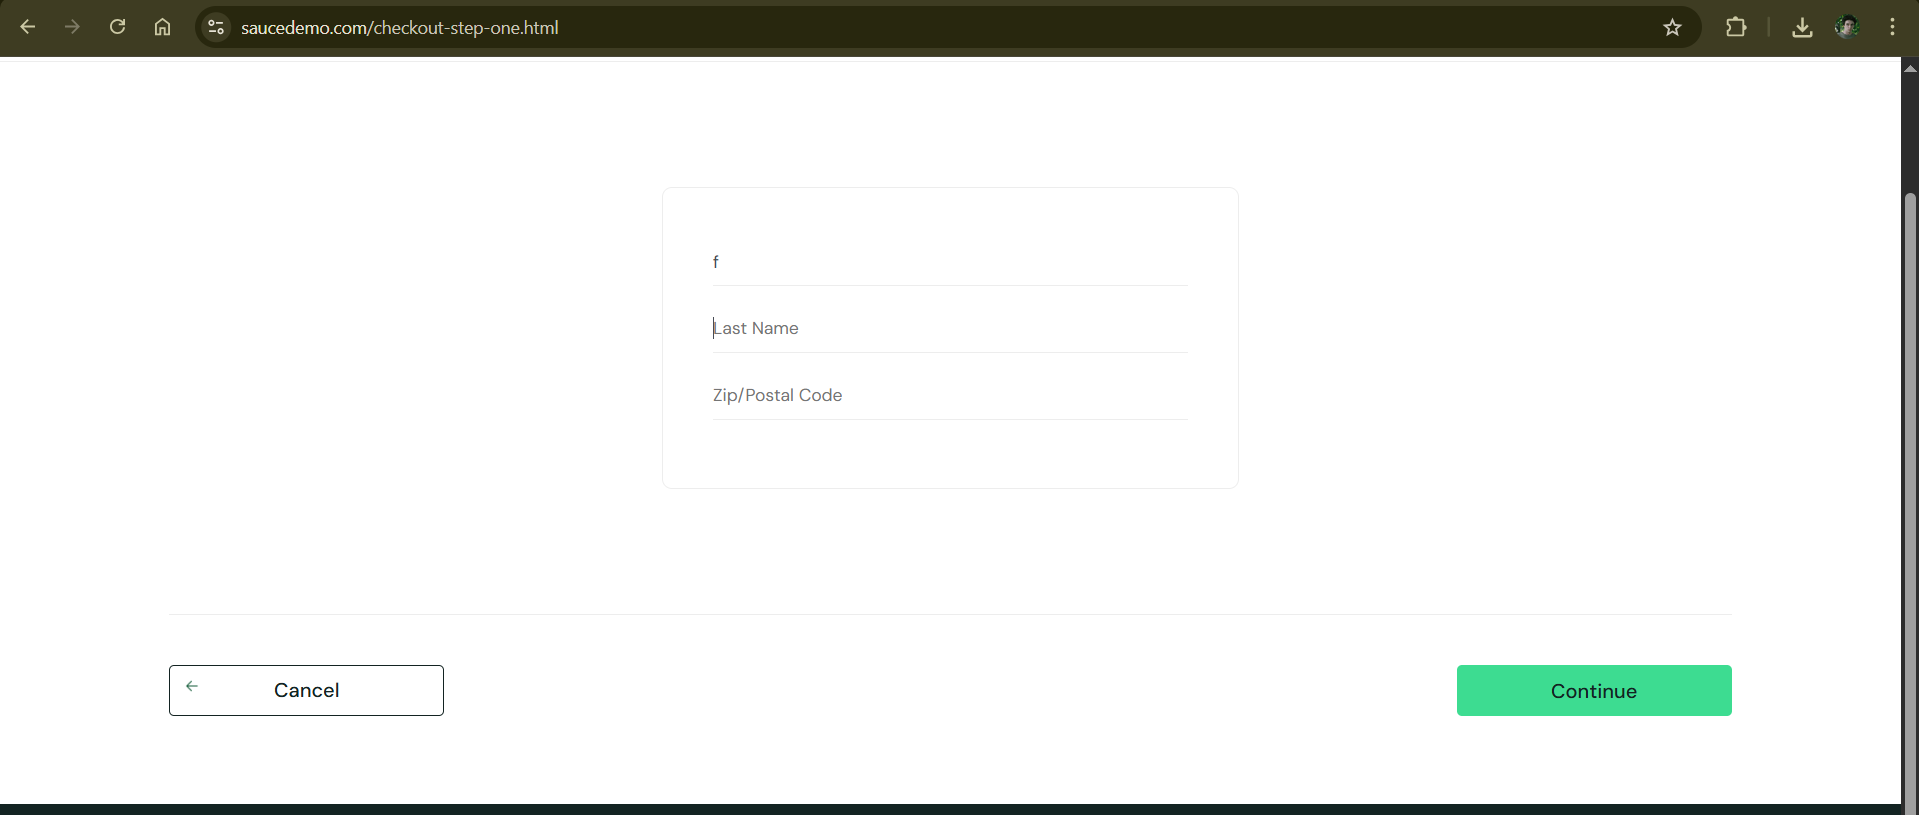 saucedemo.com/checkout-step-one.html
f
Last Name
Zip/Postal Code
Cancel
Continue